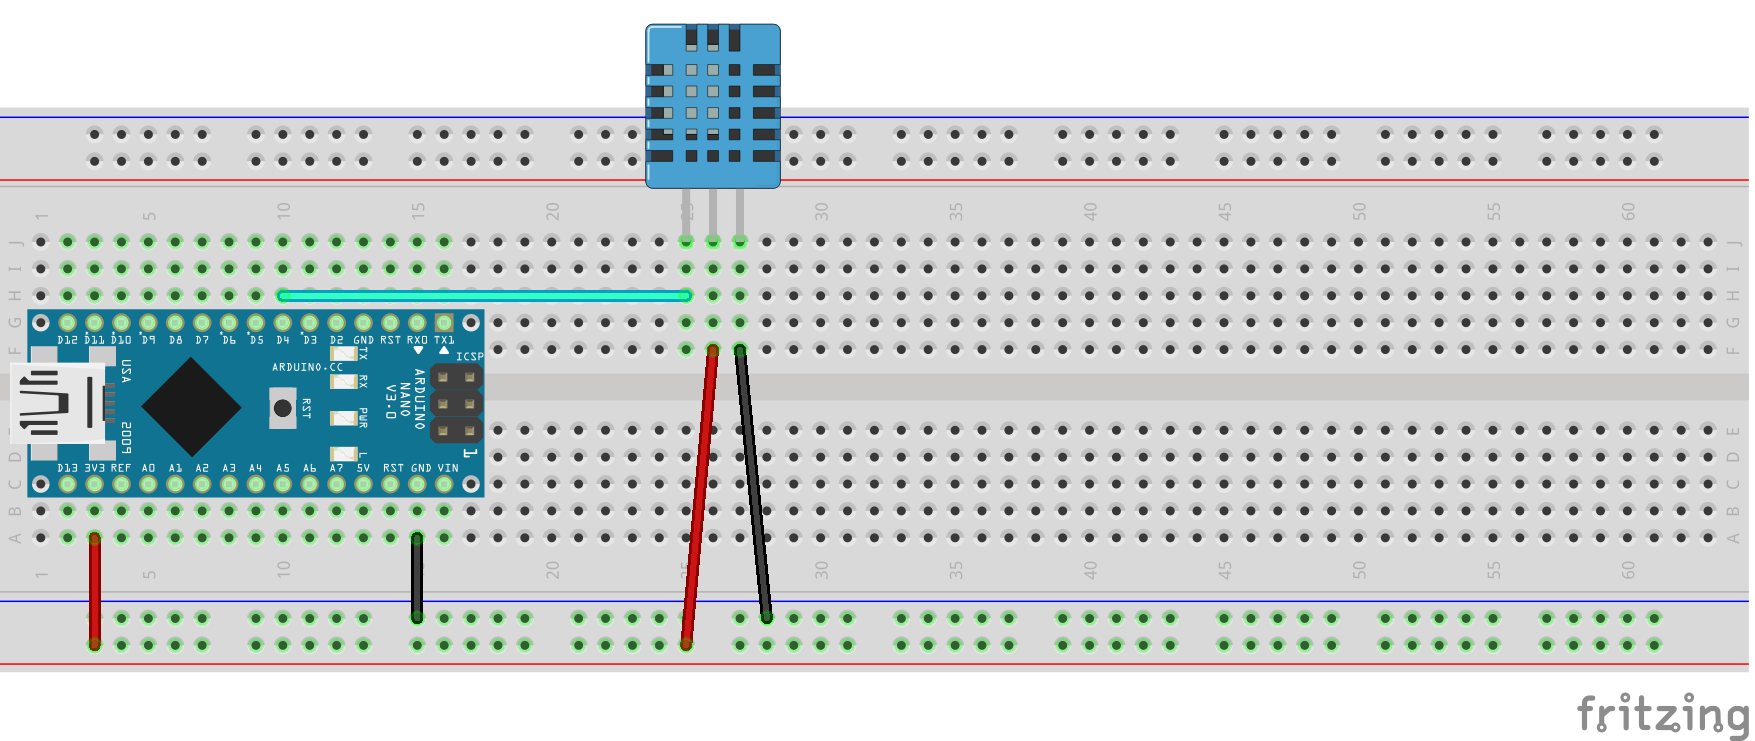 1 5 10 15 20 25 30 35 40 45 50 55 60
J J
I I
H H
G G
F F
D12 D11 D10 D9 D8 D7 D6 D5 D4 D3 D2 GND RST RX0 TX1
USA
ARDUINO.CC
TX
RX
PWR
L
RST
ICSP
ARDUINO
NANO
V3.0
2009
1
D13 3V3 REF A0 A1 A2 A3 A4 A5 A6 A7 5V RST GND VIN
E
D D
C C
B B
A A
1 5 10 20 25 30 35 40 45 50 55 60
fritzing